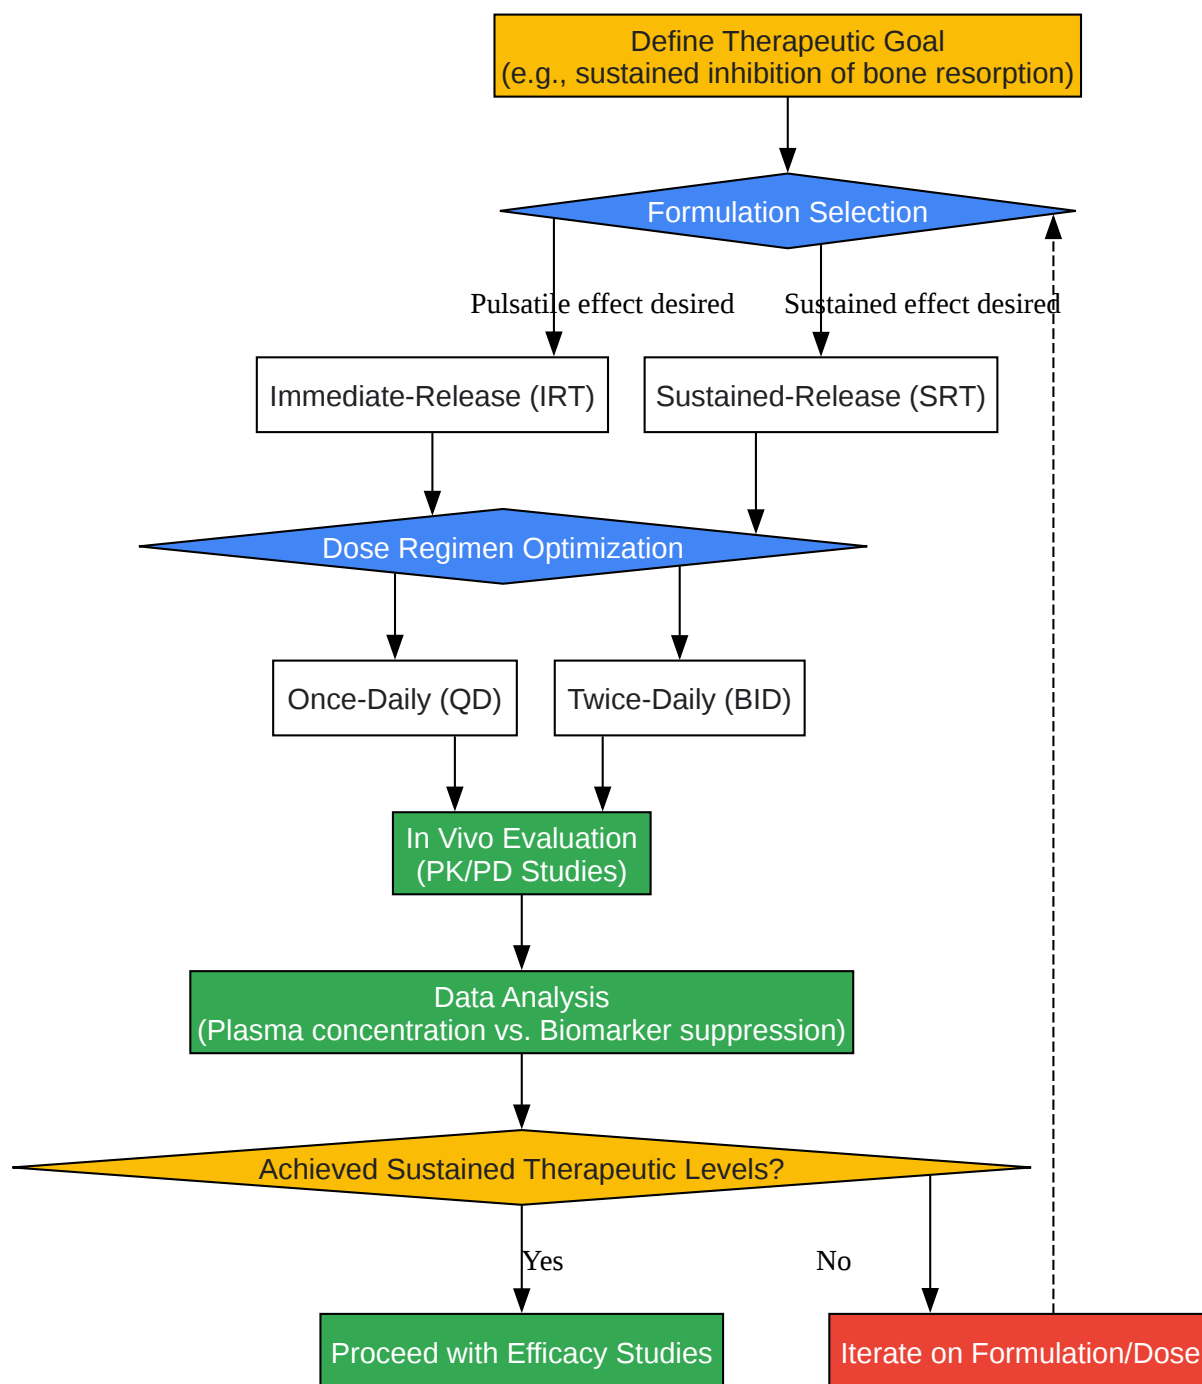 Define Therapeutic Goal
(e.g., sustained inhibition of bone resorption)
Formulation Selection
Pulsatile effect desired
Sustained effect desired
Immediate-Release (IRT)
Sustained-Release (SRT)
Dose Regimen Optimization
Once-Daily (QD)
Twice-Daily (BID)
In Vivo Evaluation
(PK/PD Studies)
Data Analysis
(Plasma concentration vs. Biomarker suppression)
Achieved Sustained Therapeutic Levels?
Yes
No
Proceed with Efficacy Studies
Iterate on Formulation/Dose